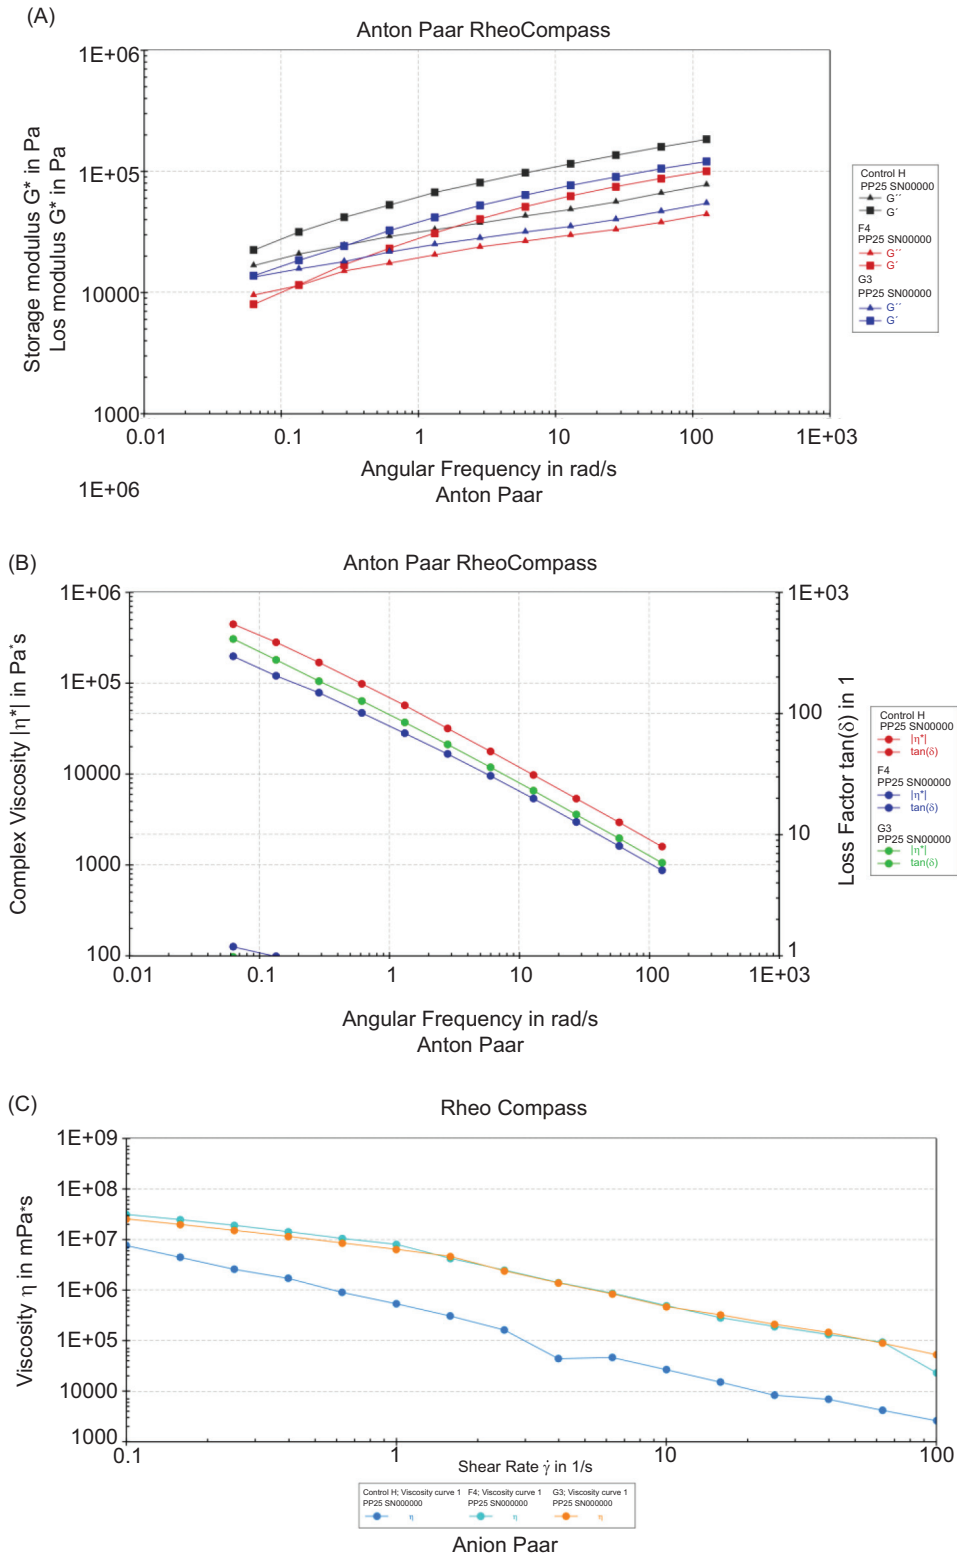 (A)
Anton Paar RheoCompass
1E+06
1E+05
10000
1000
Storage modulus G* in Pa
Los modulus G* in Pa
0.01 0.1 1 10 100 1E+03
Angular Frequency in rad/s
Anton Paar
1E+06
Control H
PP25 SN00000
G´´
G´
F4
PP25 SN00000
G´´
G´
G3
PP25 SN00000
G´´
G´
(B)
Anton Paar RheoCompass
1E+06
1E+05
10000
1000
100
Complex Viscosity |η*| in Pa*s
1E+03
100
10
1
Loss Factor tan(δ) in 1
0.01 0.1 1 10 100 1E+03
Angular Frequency in rad/s
Anton Paar
Control H
PP25 SN00000
|η*|
tan(δ)
F4
PP25 SN00000
|η*|
tan(δ)
G3
PP25 SN00000
|η*|
tan(δ)
(C)
Rheo Compass
1E+09
1E+08
1E+07
1E+06
1E+05
10000
1000
Viscosity η in mPa*s
0.1 1 10 100
Shear Rate γ̇ in 1/s
Control H; Viscosity curve 1
PP25 SN000000
η
F4; Viscosity curve 1
PP25 SN000000
η
G3; Viscosity curve 1
PP25 SN000000
η
Anion Paar